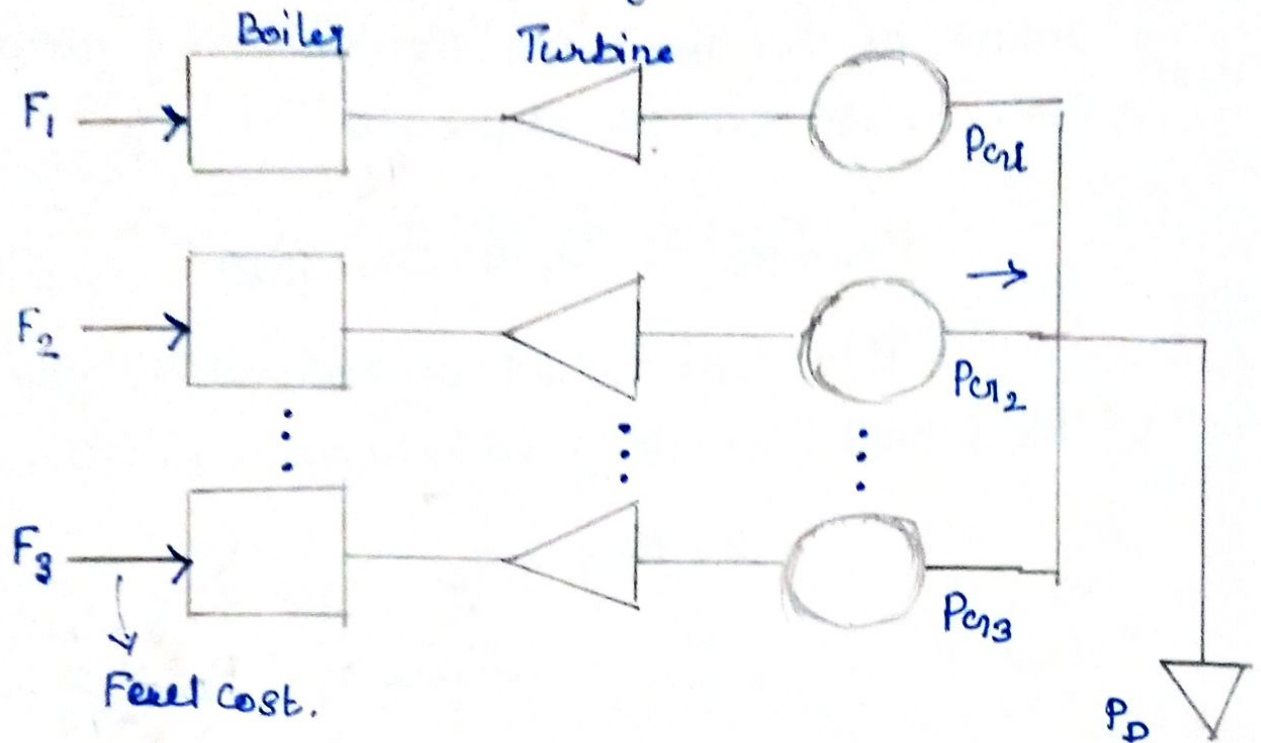 Boiler
Turbine
F1
PG1
F2
PG2
F3
PG3
Fuel Cost.
PD